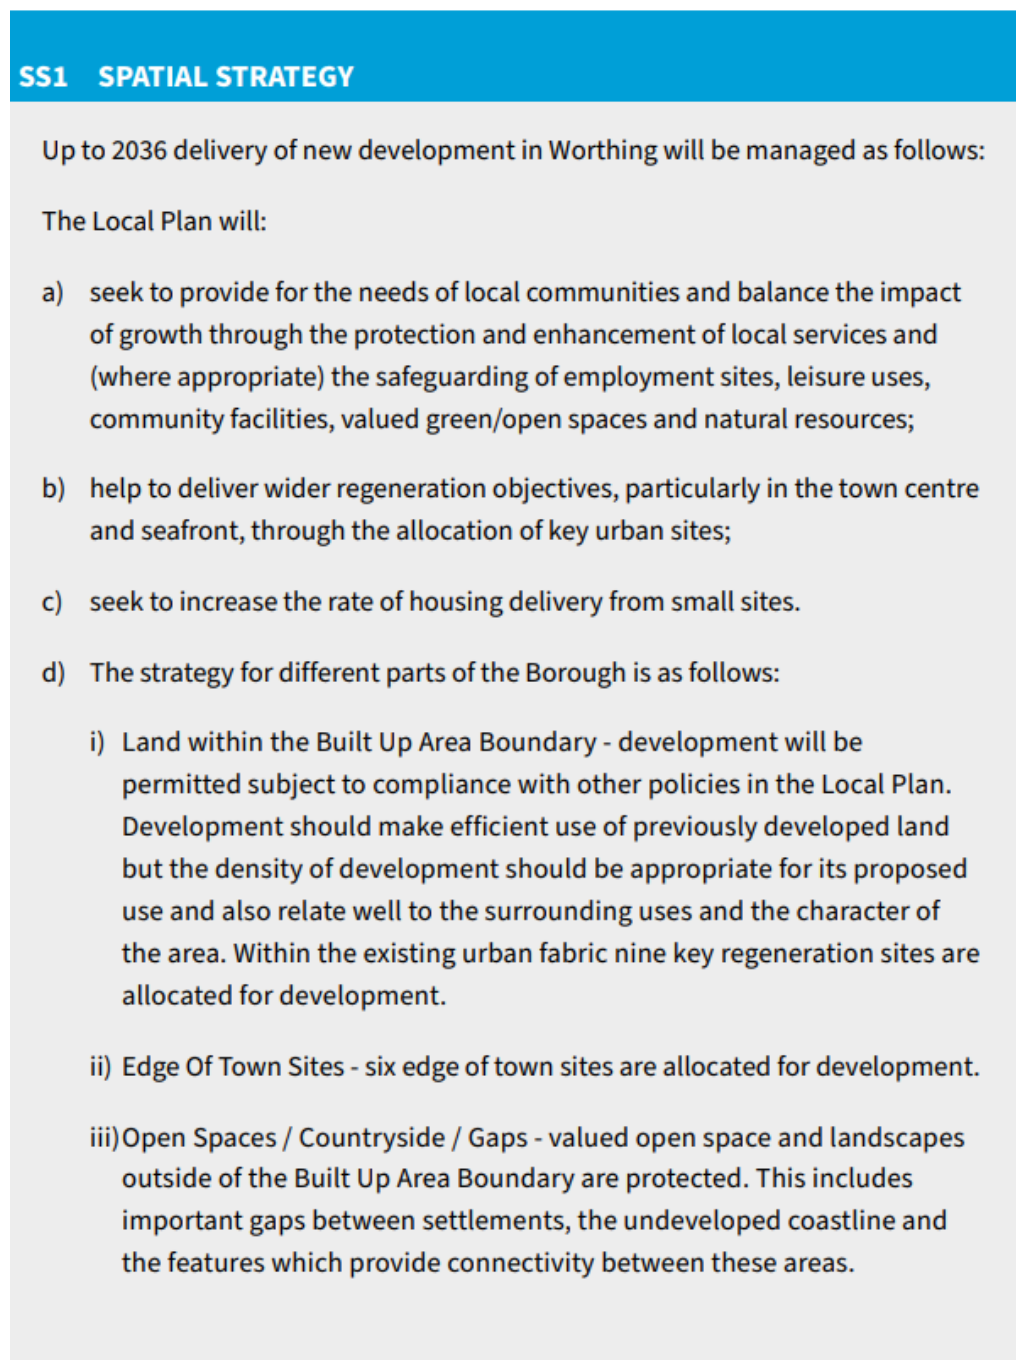 SS1 SPATIAL STRATEGY
Up to 2036 delivery of new development in Worthing will be managed as follows:
The Local Plan will:
a) seek to provide for the needs of local communities and balance the impact
of growth through the protection and enhancement of local services and
(where appropriate) the safeguarding of employment sites, leisure uses,
community facilities, valued green/open spaces and natural resources;
b) help to deliver wider regeneration objectives, particularly in the town centre
and seafront, through the allocation of key urban sites;
c) seek to increase the rate of housing delivery from small sites.
d) The strategy for different parts of the Borough is as follows:
i) Land within the Built Up Area Boundary - development will be
permitted subject to compliance with other policies in the Local Plan.
Development should make efficient use of previously developed land
but the density of development should be appropriate for its proposed
use and also relate well to the surrounding uses and the character of
the area. Within the existing urban fabric nine key regeneration sites are
allocated for development.
ii) Edge Of Town Sites - six edge of town sites are allocated for development.
iii)Open Spaces / Countryside / Gaps - valued open space and landscapes
outside of the Built Up Area Boundary are protected. This includes
important gaps between settlements, the undeveloped coastline and
the features which provide connectivity between these areas.